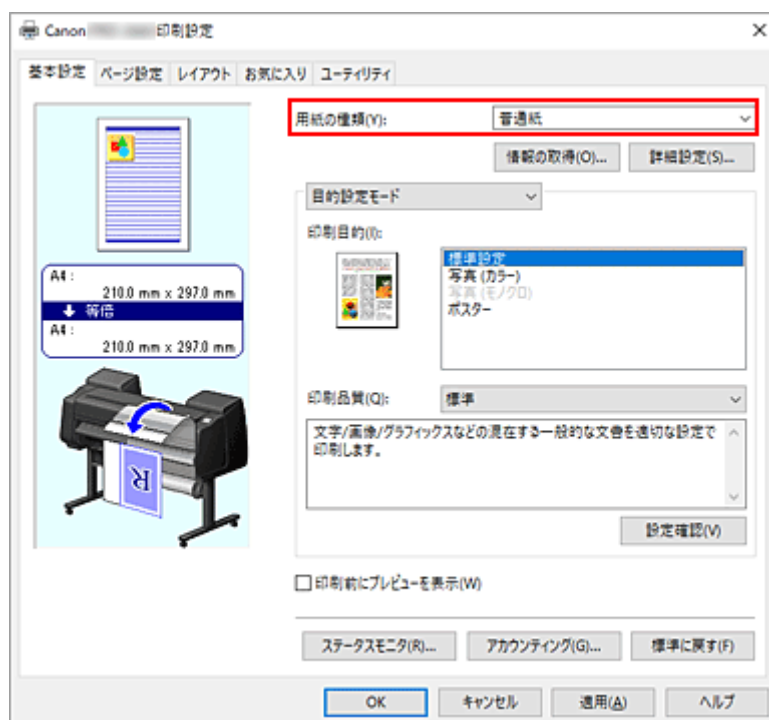 Canon 印刷設定
基本設定 ページ設定 レイアウト お気に入り ユーティリティ
用紙の種類(Y): 普通紙
情報の取得(O)... 詳細設定(S)...
目的設定モード
印刷目的(I):
標準設定
写真 (カラー)
写真 (モノクロ)
ポスター
A4 :
210.0 mm x 297.0 mm
等倍
A4 :
210.0 mm x 297.0 mm
R
印刷品質(Q): 標準
文字/画像/グラフィックスなどの混在する一般的な文書を適切な設定で
印刷します。
設定確認(V)
印刷前にプレビューを表示(W)
ステータスモニタ(R)... アカウンティング(G)... 標準に戻す(F)
OK キャンセル 適用(A) ヘルプ